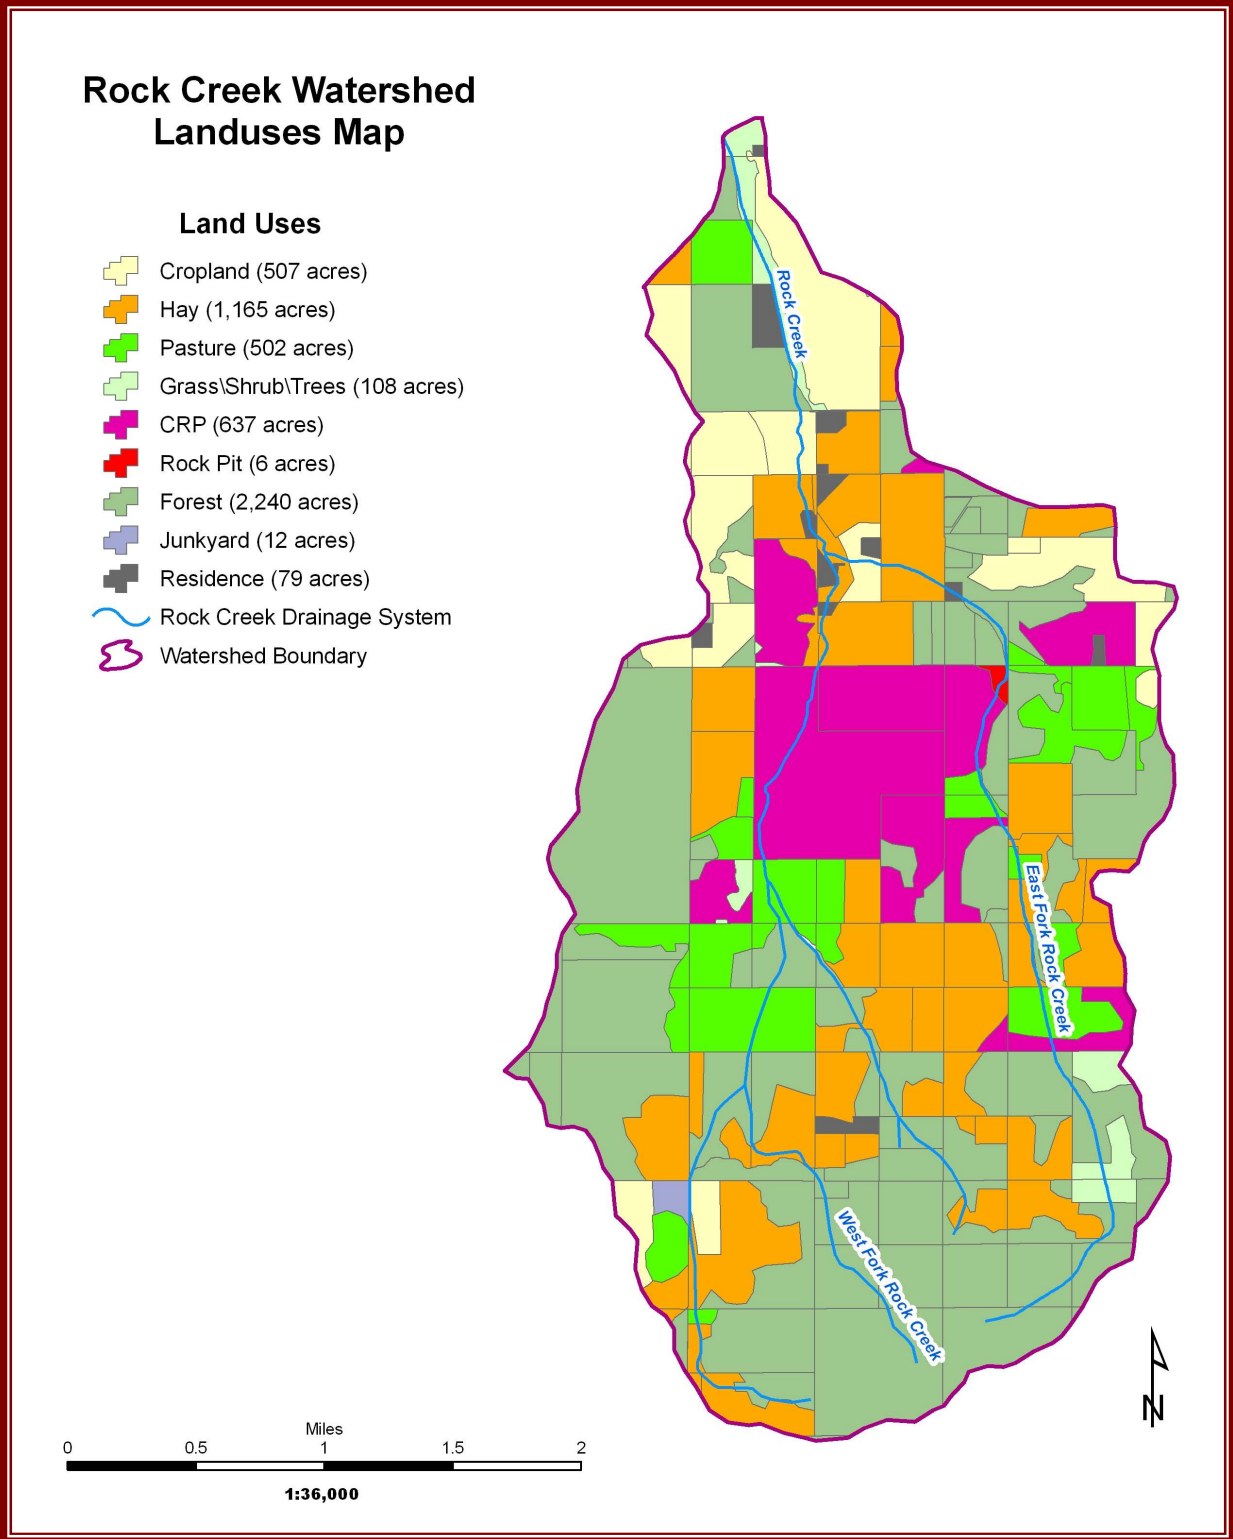 Rock Creek Watershed
Landuses Map
Land Uses
Cropland (507 acres)
Hay (1,165 acres)
Pasture (502 acres)
Grass\Shrub\Trees (108 acres)
CRP (637 acres)
Rock Pit (6 acres)
Forest (2,240 acres)
Junkyard (12 acres)
Residence (79 acres)
Rock Creek Drainage System
Watershed Boundary
Rock Creek
East Fork Rock Creek
West Fork Rock Creek
N
Miles
0 0.5 1 1.5 2
1:36,000